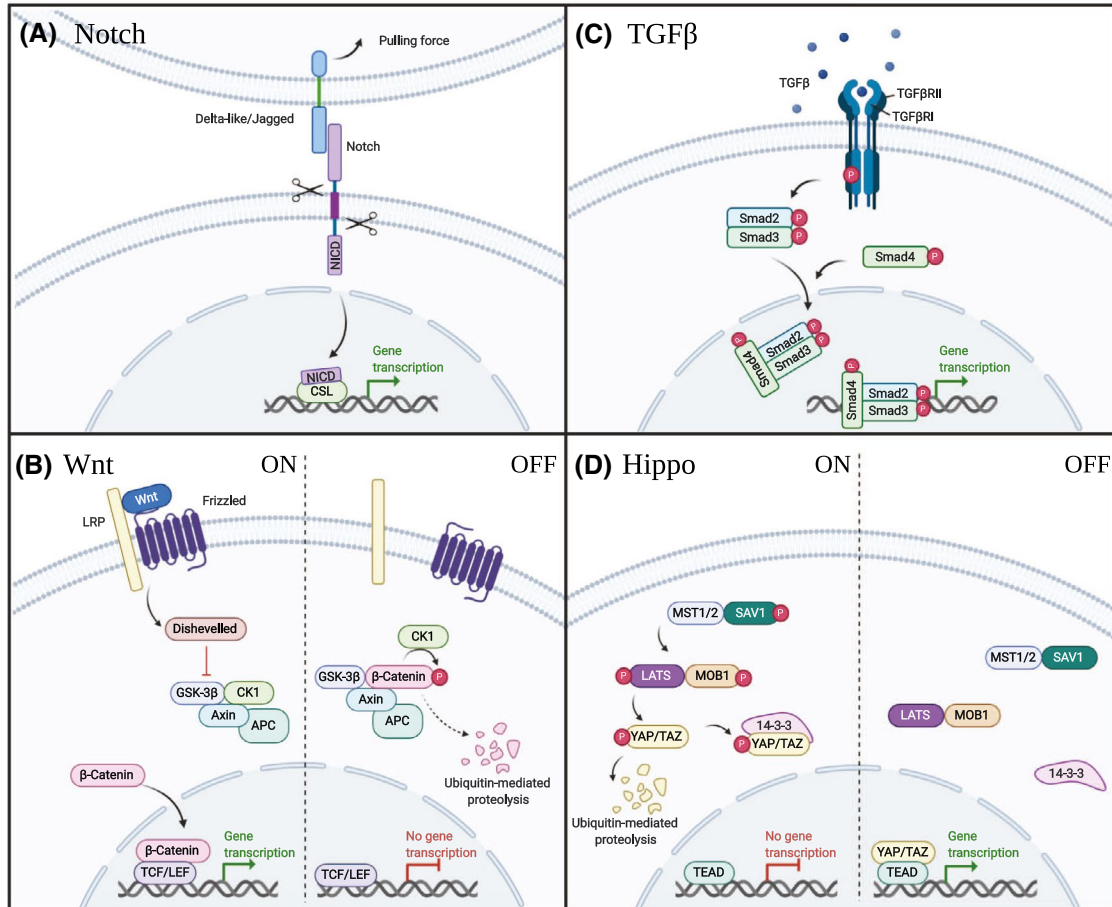 (A) Notch
Pulling force
Delta-like/Jagged
Notch
NICD
NICD
CSL
Gene
transcription
(C) TGFβ
TGFβ
TGFβRII
TGFβRI
P
Smad2
Smad3
P
P
Smad4
P
P
Smad4
Smad2
Smad3
P
P
P
Smad4
Smad2
Smad3
P
P
Gene
transcription
(B) Wnt
ON
OFF
Wnt
LRP
Frizzled
Dishevelled
GSK-3β
CK1
Axin
APC
β-Catenin
β-Catenin
TCF/LEF
Gene
transcription
CK1
GSK-3β
β-Catenin
P
Axin
APC
Ubiquitin-mediated
proteolysis
TCF/LEF
No gene
transcription
(D) Hippo
ON
OFF
MST1/2
SAV1
P
P
LATS
MOB1
P
P
YAP/TAZ
14-3-3
P
YAP/TAZ
Ubiquitin-mediated
proteolysis
TEAD
No gene
transcription
MST1/2
SAV1
LATS
MOB1
14-3-3
YAP/TAZ
TEAD
Gene
transcription